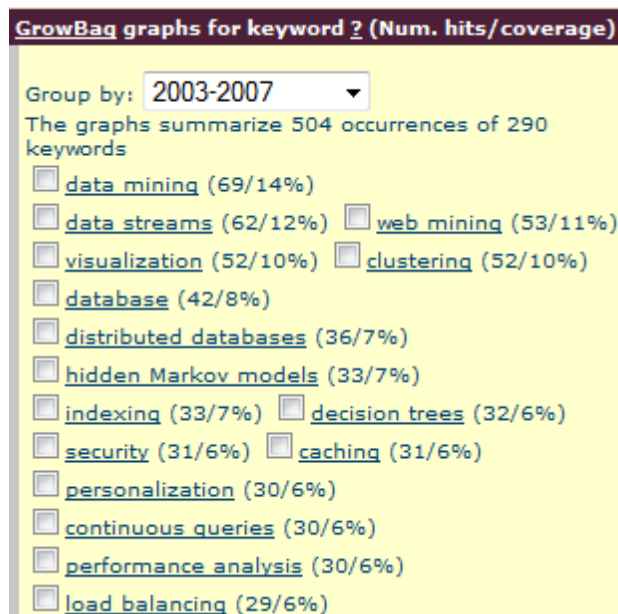 GrowBag graphs for keyword ? (Num. hits/coverage)
Group by: 2003-2007
The graphs summarize 504 occurrences of 290
keywords
data mining (69/14%)
data streams (62/12%) web mining (53/11%)
visualization (52/10%) clustering (52/10%)
database (42/8%)
distributed databases (36/7%)
hidden Markov models (33/7%)
indexing (33/7%) decision trees (32/6%)
security (31/6%) caching (31/6%)
personalization (30/6%)
continuous queries (30/6%)
performance analysis (30/6%)
load balancing (29/6%)